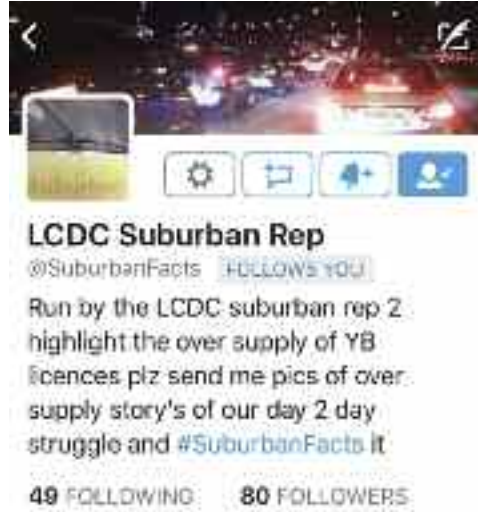 LCDC Suburban Rep
@SuburbanFacts FOLLOWS YOU
Run by the LCDC suburban rep 2
highlight the over supply of YB
licences plz send me pics of over
supply story's of our day 2 day
struggle and #SuburbanFacts it
49 FOLLOWING 80 FOLLOWERS